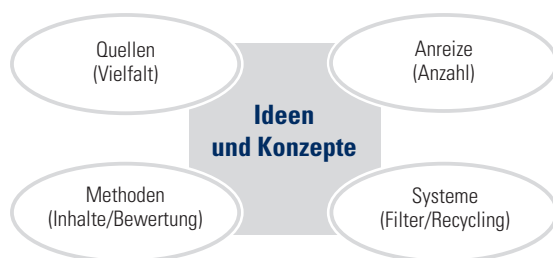 Quellen
(Vielfalt)
Anreize
(Anzahl)
Ideen
und Konzepte
Methoden
(Inhalte/Bewertung)
Systeme
(Filter/Recycling)